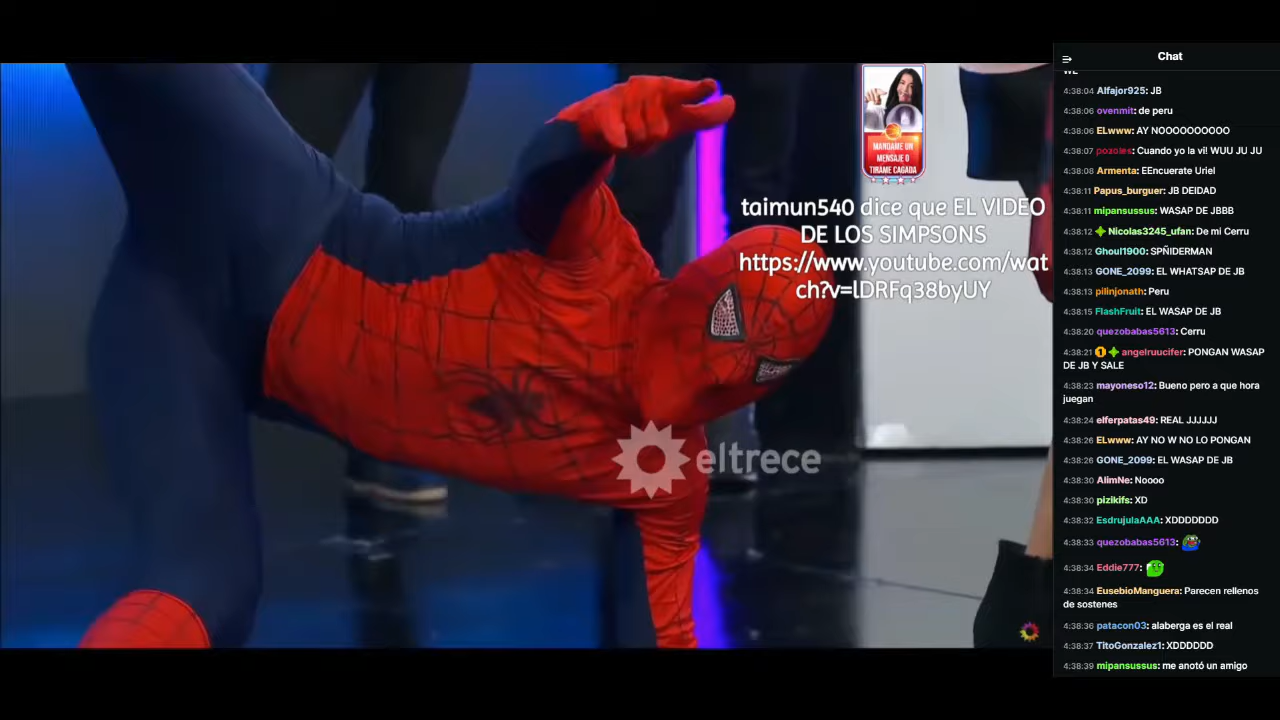 MANDAME UN
MENSAJE O
TIRAME CAGADA
taimun540 dice que EL VIDEO
DE LOS SIMPSONS
https://www.youtube.com/wat
ch?v=lDRFq38byUY
eltrece
Chat
WE
4:38:04 Alfajor925: JB
4:38:06 ovenmit: de peru
4:38:06 ELwww: AY NOOOOOOOOOO
4:38:07 pozoles: Cuando yo la vi! WUU JU JU
4:38:08 Armenta: EEncuerate Uriel
4:38:11 Papus_burguer: JB DEIDAD
4:38:11 mipansussus: WASAP DE JBBB
4:38:12 Nicolas3245_ufan: De mi Cerru
4:38:12 Ghoul1900: SPÑIDERMAN
4:38:13 GONE_2099: EL WHATSAP DE JB
4:38:13 pilinjonath: Peru
4:38:15 FlashFruit: EL WASAP DE JB
4:38:20 quezobabas5613: Cerru
4:38:21 1 angelruucifer: PONGAN WASAP
DE JB Y SALE
4:38:23 mayoneso12: Bueno pero a que hora
juegan
4:38:24 elferpatas49: REAL JJJJJJ
4:38:26 ELwww: AY NO W NO LO PONGAN
4:38:26 GONE_2099: EL WASAP DE JB
4:38:30 AlimNe: Noooo
4:38:30 pizikifs: XD
4:38:32 EsdrujulaAAA: XDDDDDDD
4:38:33 quezobabas5613:
4:38:34 Eddie777:
4:38:34 EusebioManguera: Parecen rellenos
de sostenes
4:38:36 patacon03: alaberga es el real
4:38:37 TitoGonzalez1: XDDDDDD
4:38:39 mipansussus: me anotó un amigo